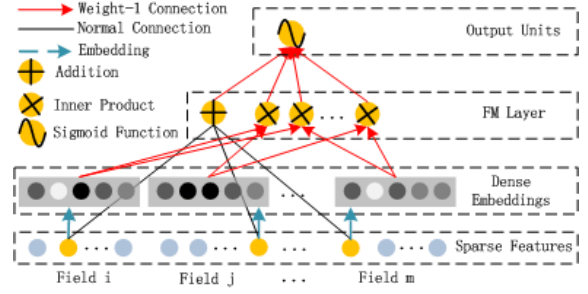 Weight-1 Connection
Normal Connection
Embedding
Addition
Inner Product
Sigmoid Function
Output Units
...
FM Layer
...
Dense
Embeddings
... ... ... ...
Sparse Features
Field i Field j ... Field m